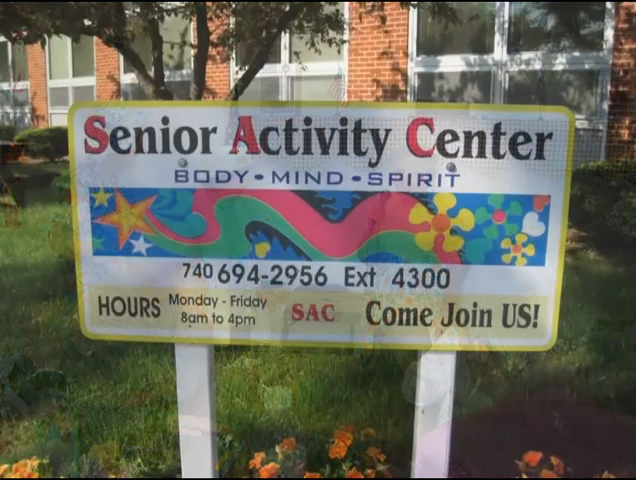 Senior Activity Center
BODY • MIND • SPIRIT
740 694-2956 Ext 4300
HOURS Monday - Friday
8am to 4pm
SAC
Come Join US!